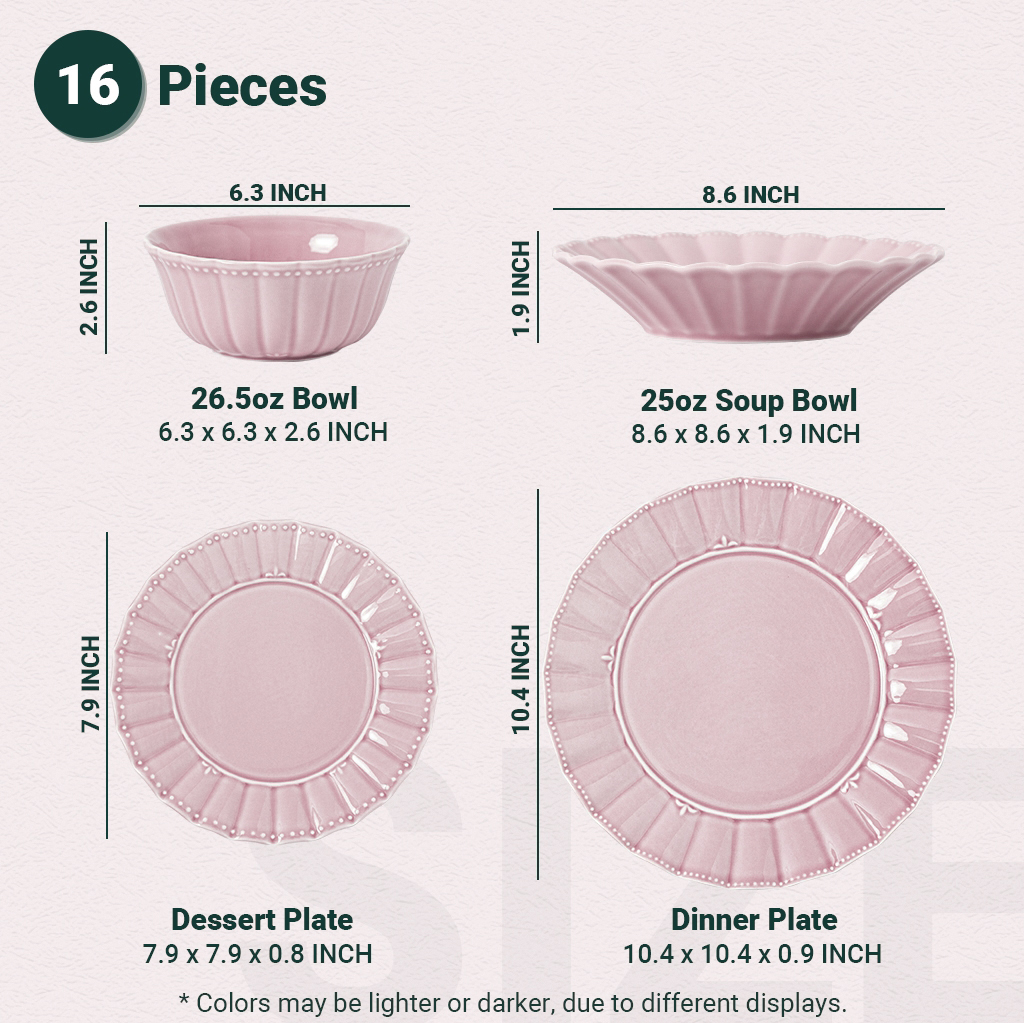 16 Pieces
6.3 INCH
2.6 INCH
26.5oz Bowl
6.3 x 6.3 x 2.6 INCH
8.6 INCH
1.9 INCH
25oz Soup Bowl
8.6 x 8.6 x 1.9 INCH
7.9 INCH
Dessert Plate
7.9 x 7.9 x 0.8 INCH
10.4 INCH
Dinner Plate
10.4 x 10.4 x 0.9 INCH
SIZE
* Colors may be lighter or darker, due to different displays.